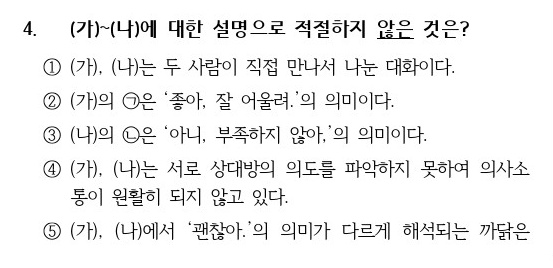 4. (가)~(나)에 대한 설명으로 적절하지 않은 것은?
① (가), (나)는 두 사람이 직접 만나서 나눈 대화이다.
② (가)의 ㉠은 ‘좋아, 잘 어울려.’의 의미이다.
③ (나)의 ㉡은 ‘아니, 부족하지 않아,’의 의미이다.
④ (가), (나)는 서로 상대방의 의도를 파악하지 못하여 의사소
통이 원활히 되지 않고 있다.
⑤ (가), (나)에서 ‘괜찮아.’의 의미가 다르게 해석되는 까닭은